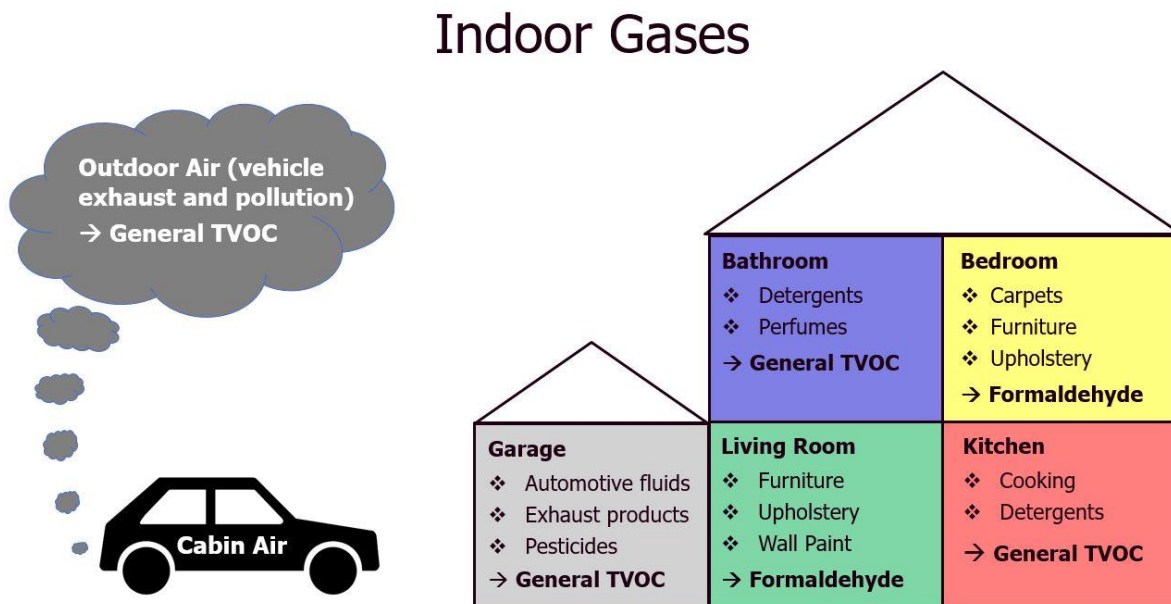 Indoor Gases
Outdoor Air (vehicle
exhaust and pollution)
→ General TVOC
Cabin Air
Bathroom
❖ Detergents
❖ Perfumes
→ General TVOC
Bedroom
❖ Carpets
❖ Furniture
❖ Upholstery
→ Formaldehyde
Garage
❖ Automotive fluids
❖ Exhaust products
❖ Pesticides
→ General TVOC
Living Room
❖ Furniture
❖ Upholstery
❖ Wall Paint
→ Formaldehyde
Kitchen
❖ Cooking
❖ Detergents
→ General TVOC